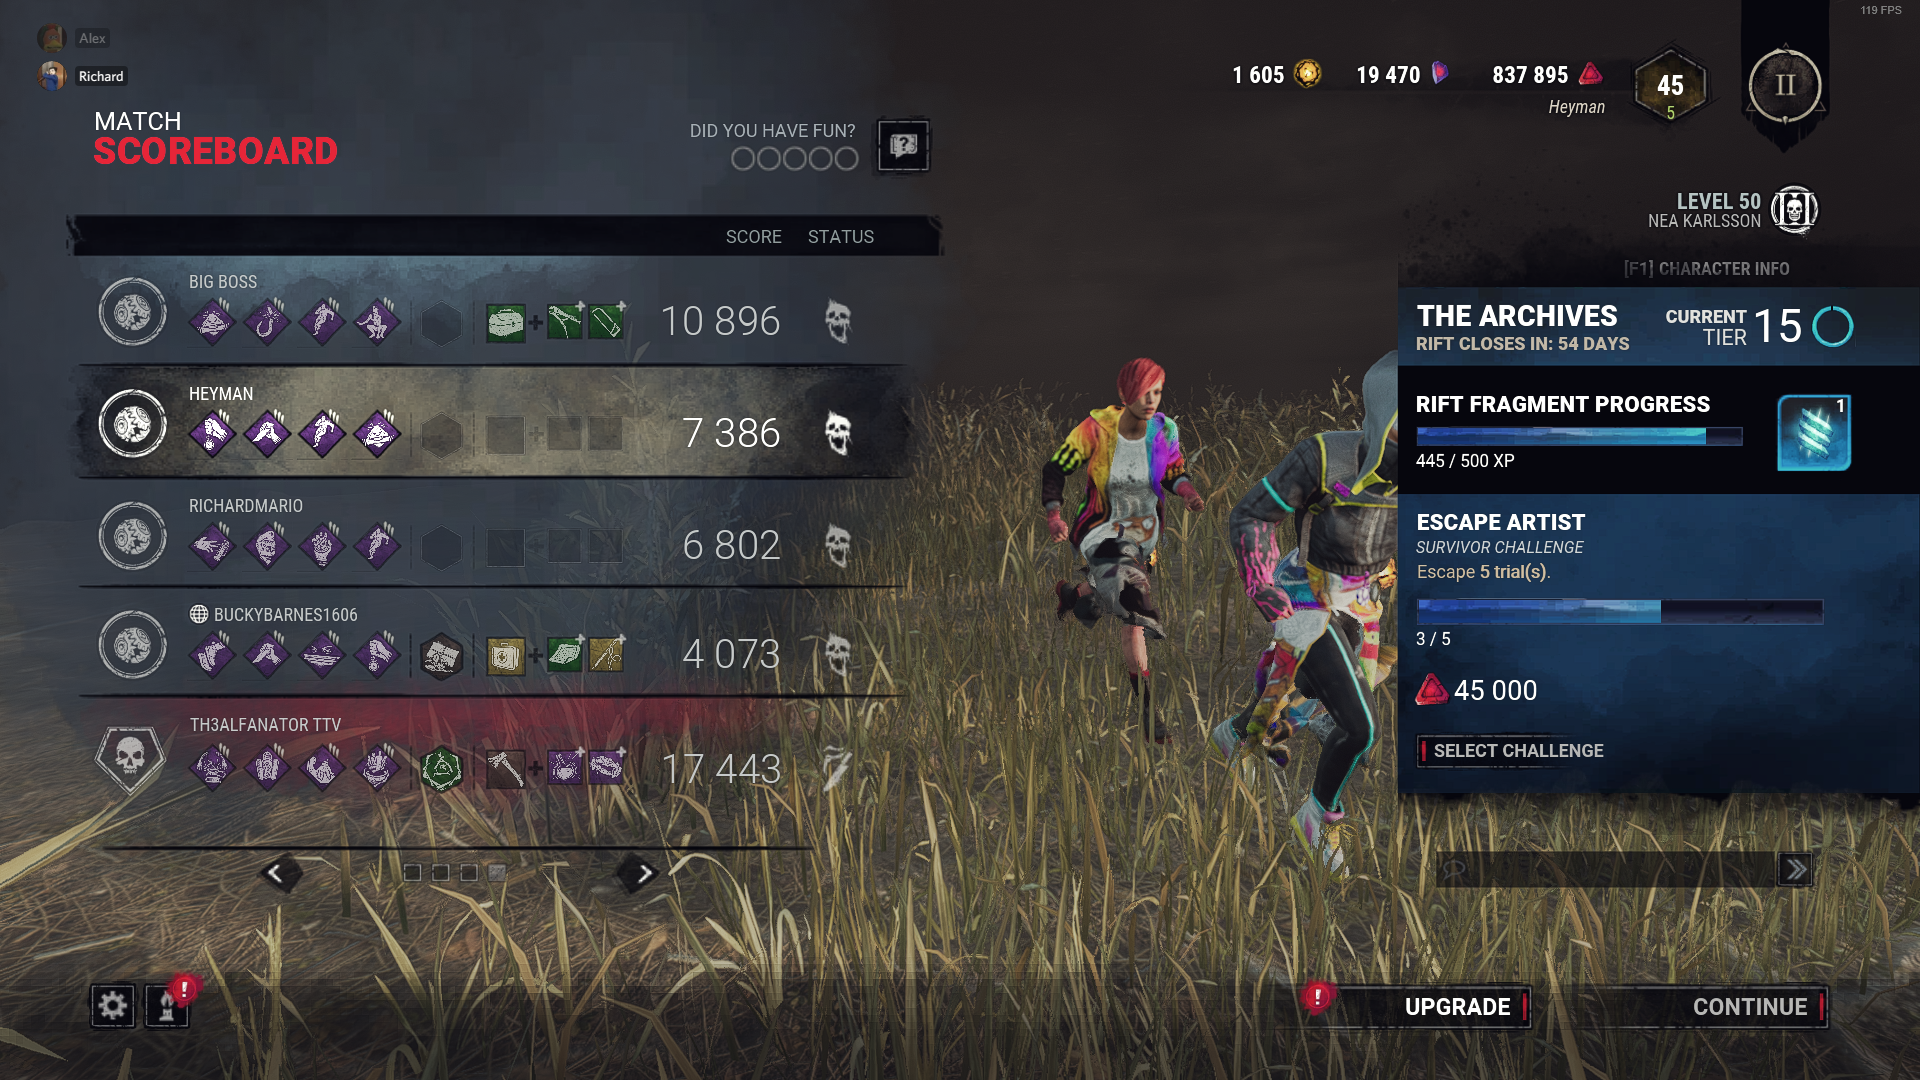 119 FPS
Alex
Richard
1 605
19 470
837 895
Heyman
45
5
II
MATCH
SCOREBOARD
DID YOU HAVE FUN?
LEVEL 50
NEA KARLSSON
[F1] CHARACTER INFO
SCORE STATUS
BIG BOSS
10 896
HEYMAN
7 386
RICHARDMARIO
6 802
BUCKYBARNES1606
4 073
TH3ALFANATOR TTV
17 443
THE ARCHIVES
RIFT CLOSES IN: 54 DAYS
CURRENT
TIER
15
RIFT FRAGMENT PROGRESS
1
445 / 500 XP
ESCAPE ARTIST
SURVIVOR CHALLENGE
Escape 5 trial(s).
3 / 5
45 000
SELECT CHALLENGE
UPGRADE
CONTINUE